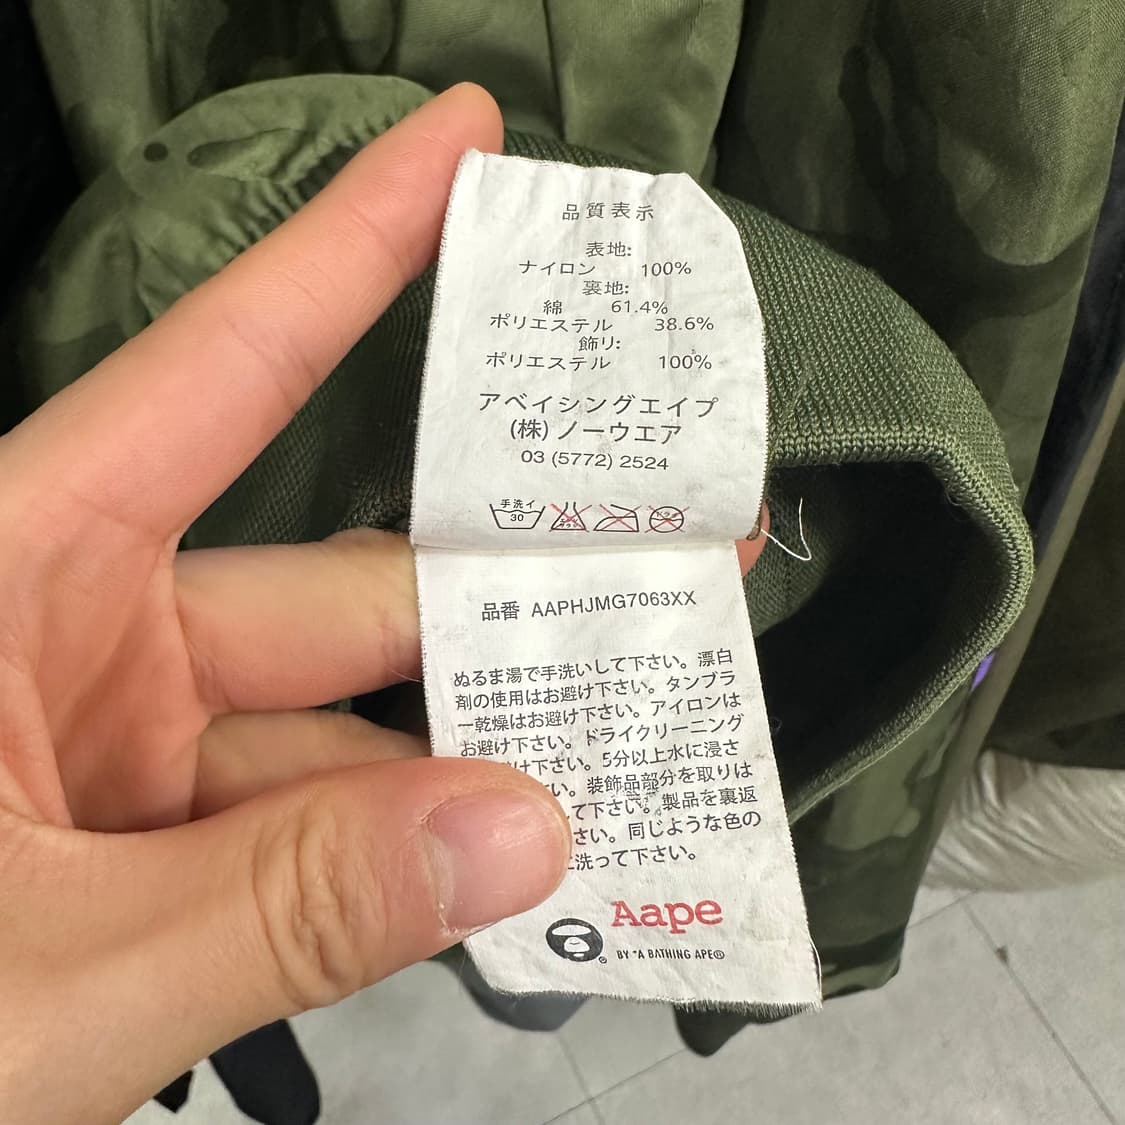 品質表示
表地:
ナイロン 100%
裏地:
綿 61.4%
ポリエステル 38.6%
飾り:
ポリエステル 100%
アベイシングエイプ
(株)ノーウエア
03 (5772) 2524
手洗イ
30
品番 AAPHJMG7063XX
ぬるま湯で手洗いして下さい。漂白
剤の使用はお避け下さい。タンブラ
ー乾燥はお避け下さい。アイロンは
お避け下さい。ドライクリーニング
け下さい。5分以上水に浸さ
い。装飾品部分を取りは
て下さい。製品を裏返
さい。同じような色の
に洗って下さい。
Aape
BY *A BATHING APE®